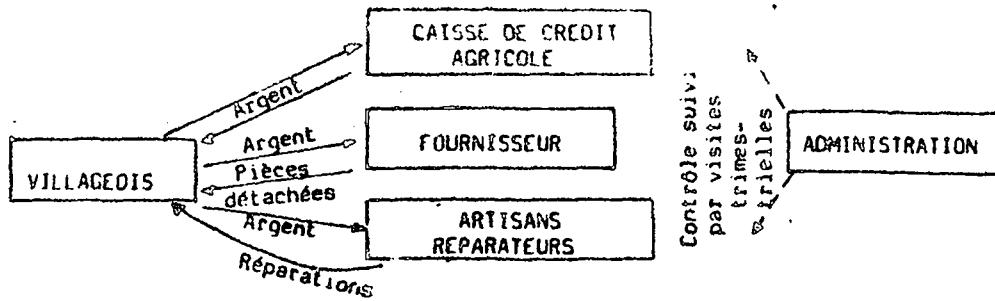 CAISSE DE CREDIT
AGRICOLE
Argent
Argent
FOURNISSEUR
VILLAGEOIS
Pièces
détachées
Argent
ARTISANS
REPARATEURS
Réparations
Contrôle suivi
par visites
trimes-
trielles
ADMINISTRATION